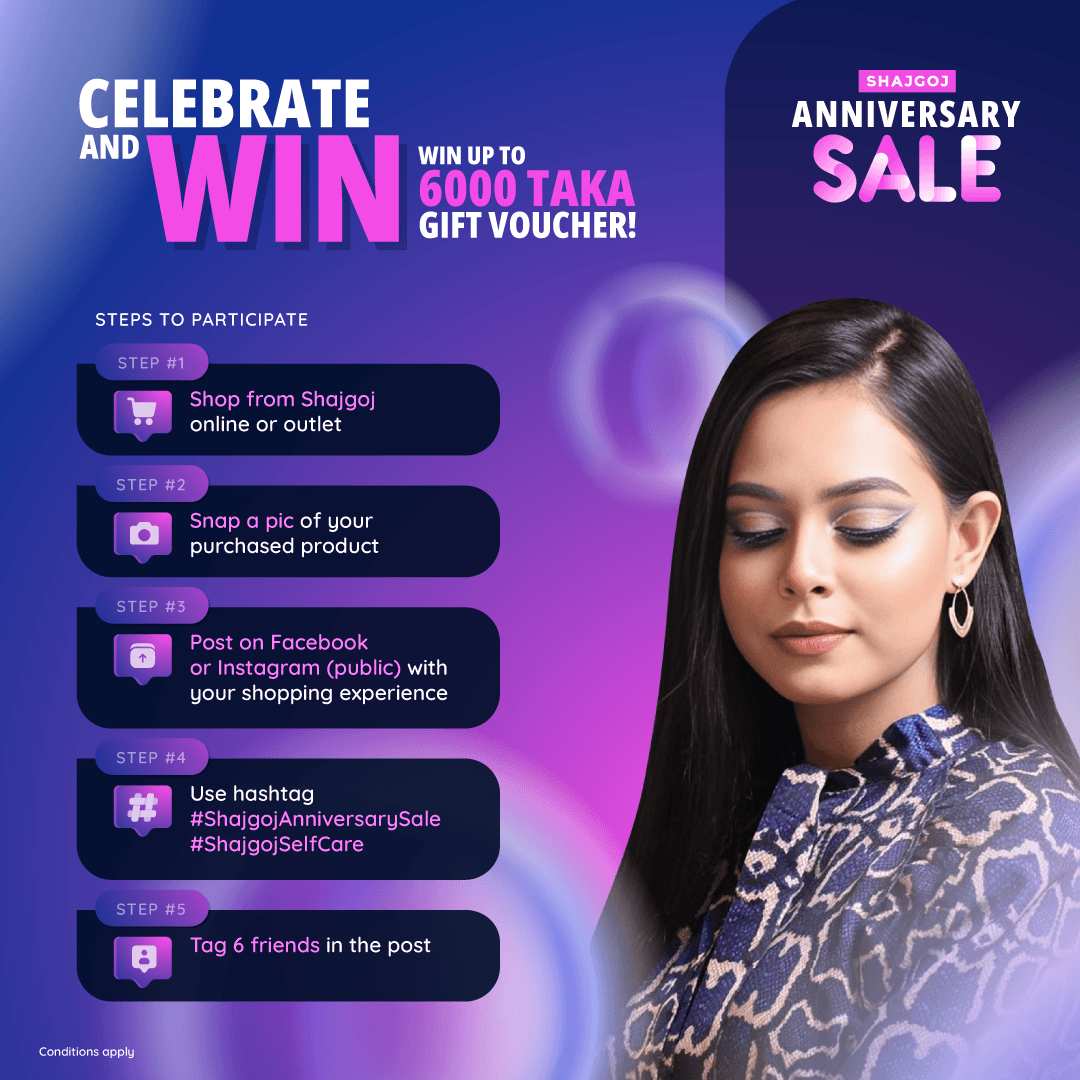 CELEBRATE
AND WIN
WIN UP TO
6000 TAKA
GIFT VOUCHER!
SHAJGOJ
ANNIVERSARY
SALE
STEPS TO PARTICIPATE
STEP #1
Shop from Shajgoj
online or outlet
STEP #2
Snap a pic of your
purchased product
STEP #3
Post on Facebook
or Instagram (public) with
your shopping experience
STEP #4
Use hashtag
#ShajgojAnniversarySale
#ShajgojSelfCare
STEP #5
Tag 6 friends in the post
Conditions apply